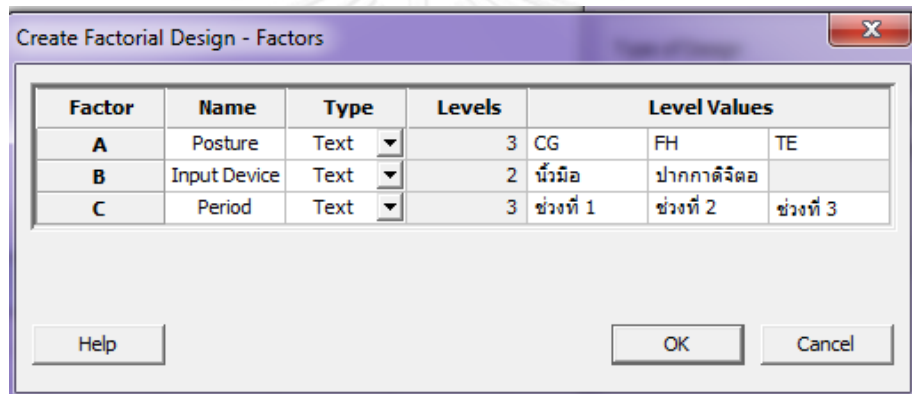 Create Factorial Design - Factors
Factor Name Type Levels Level Values
A Posture Text 3 CG FH TE
B Input Device Text 2 นิ้วมือ ปากกาดิจิตอ
C Period Text 3 ช่วงที่ 1 ช่วงที่ 2 ช่วงที่ 3
Help OK Cancel